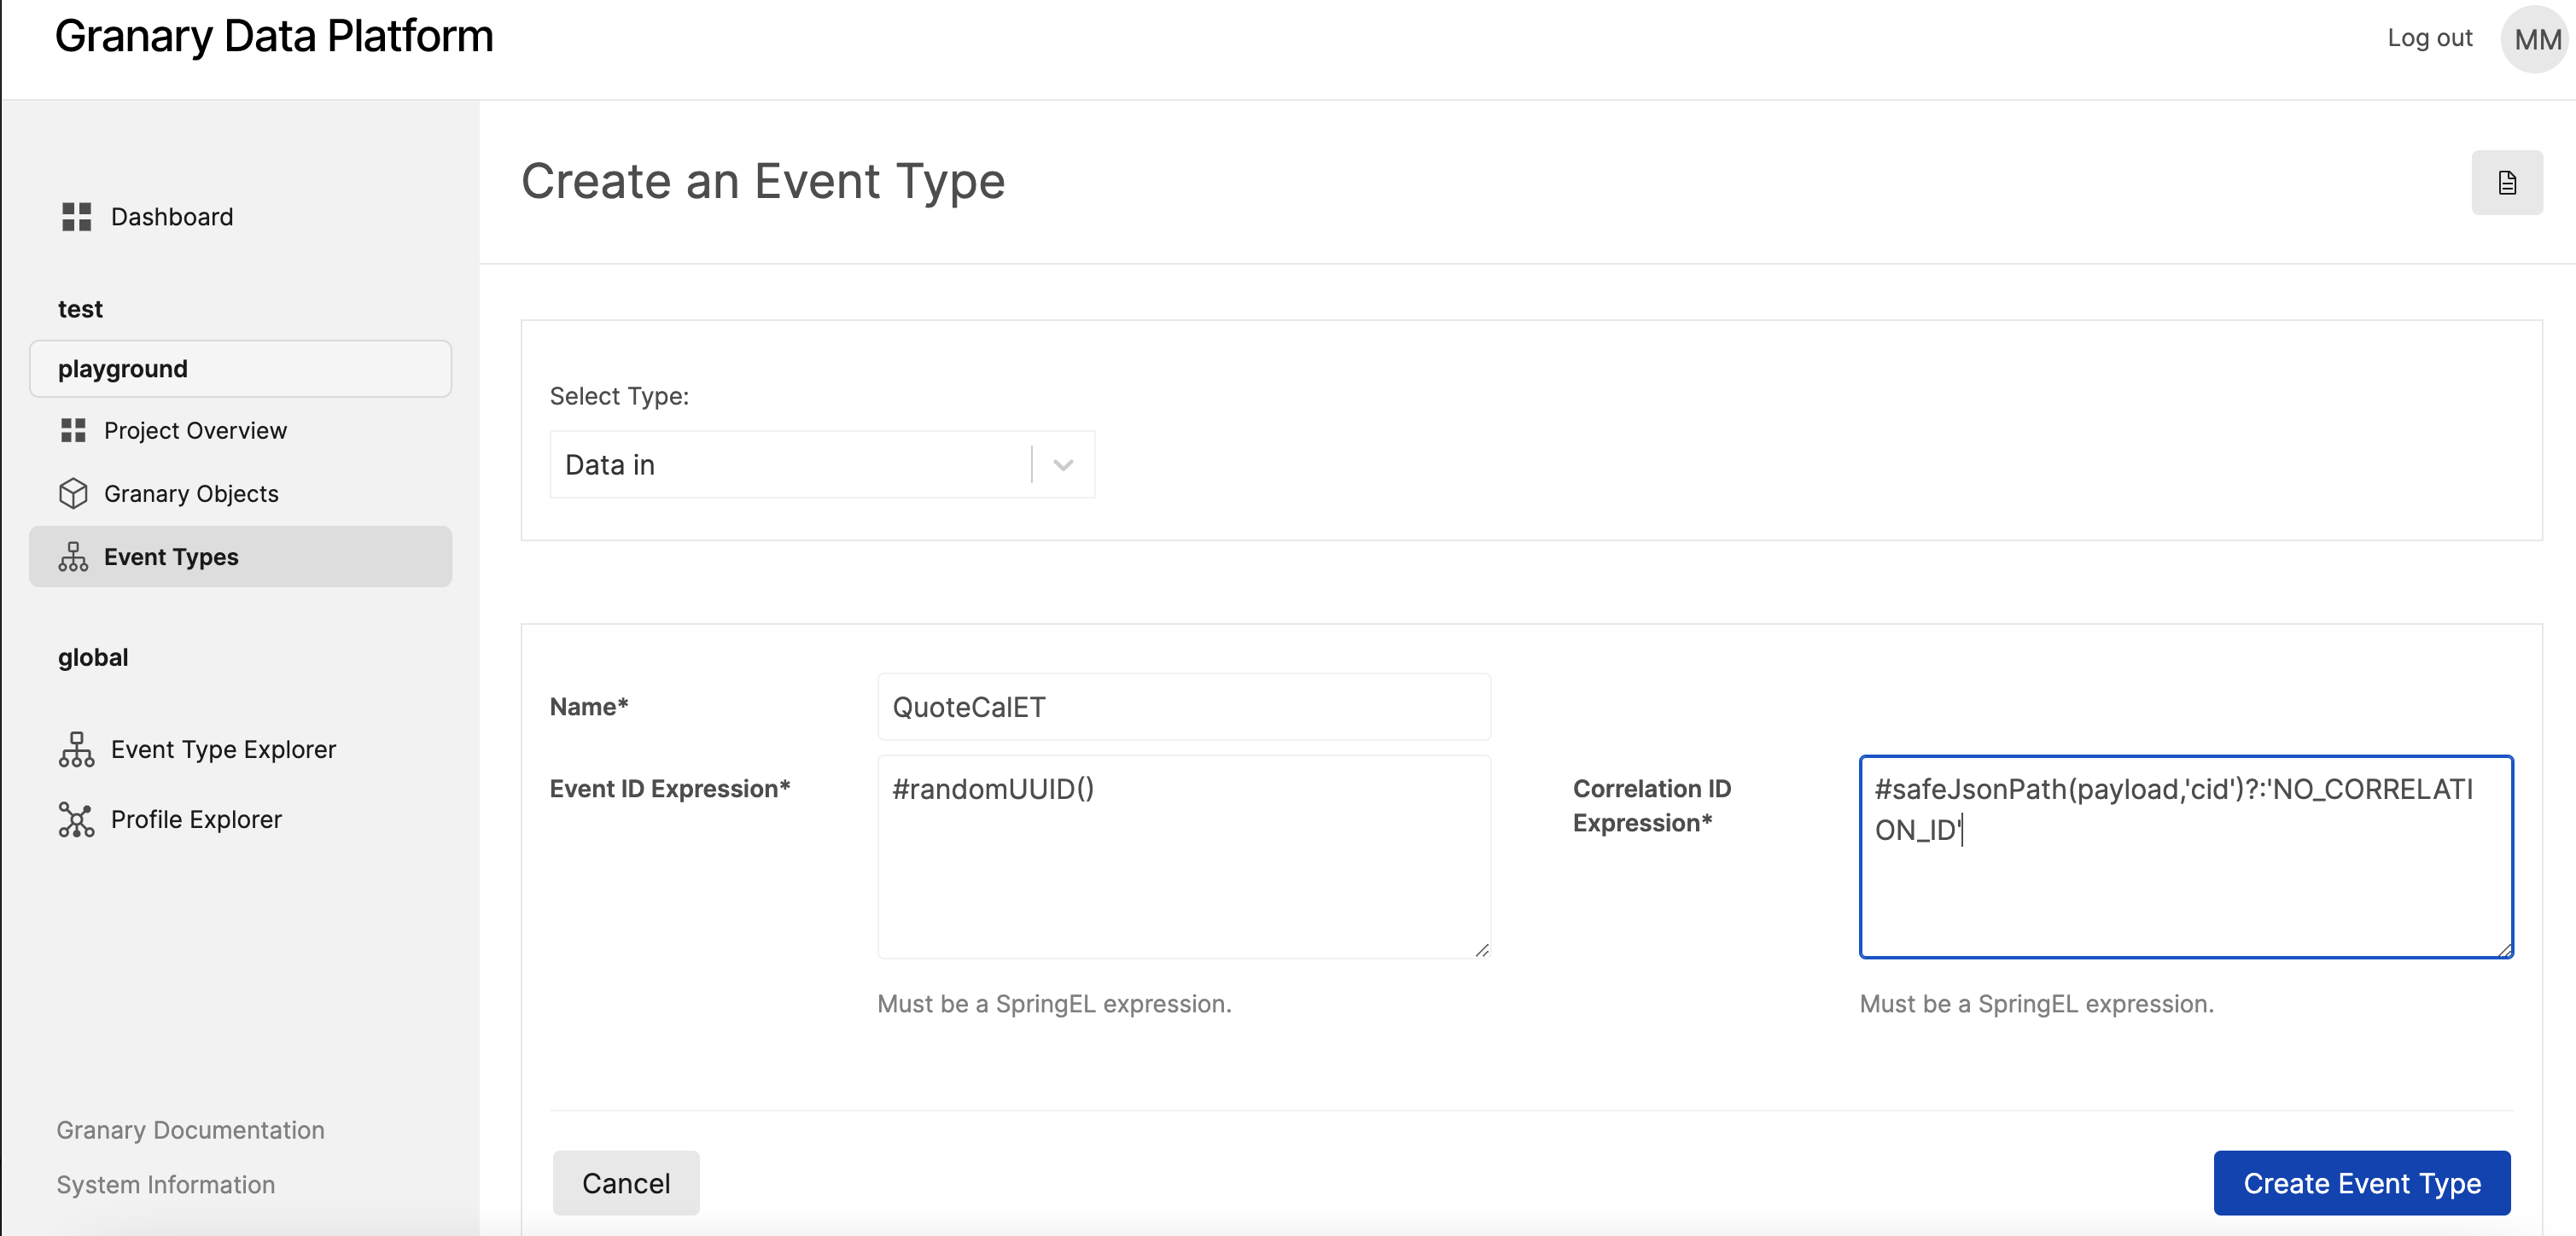 Granary Data Platform
Log out
MM
Dashboard
test
playground
Project Overview
Granary Objects
Event Types
global
Event Type Explorer
Profile Explorer
Granary Documentation
System Information
Create an Event Type
Select Type:
Data in
Name*
QuoteCalET
Event ID Expression*
#randomUUID()
Must be a SpringEL expression.
Correlation ID
Expression*
#safeJsonPath(payload,'cid')?:'NO_CORRELATI
ON_ID'
Must be a SpringEL expression.
Cancel
Create Event Type